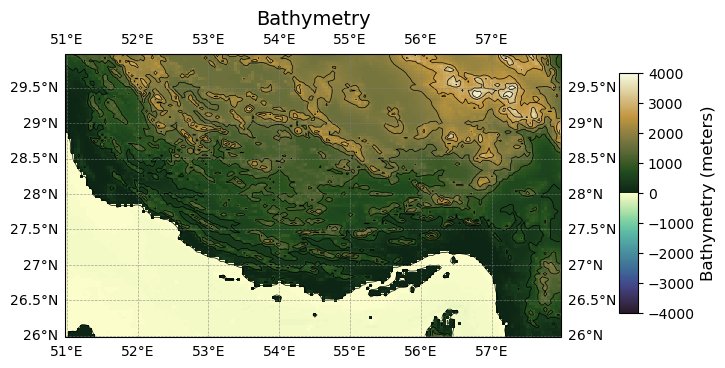 Bathymetry
51°E 52°E 53°E 54°E 55°E 56°E 57°E
29.5°N 29.5°N
29°N 29°N
28.5°N 28.5°N
28°N 28°N
27.5°N 27.5°N
27°N 27°N
26.5°N 26.5°N
26°N 26°N
51°E 52°E 53°E 54°E 55°E 56°E 57°E
4000
3000
2000
1000
0
−1000
−2000
−3000
−4000
Bathymetry (meters)